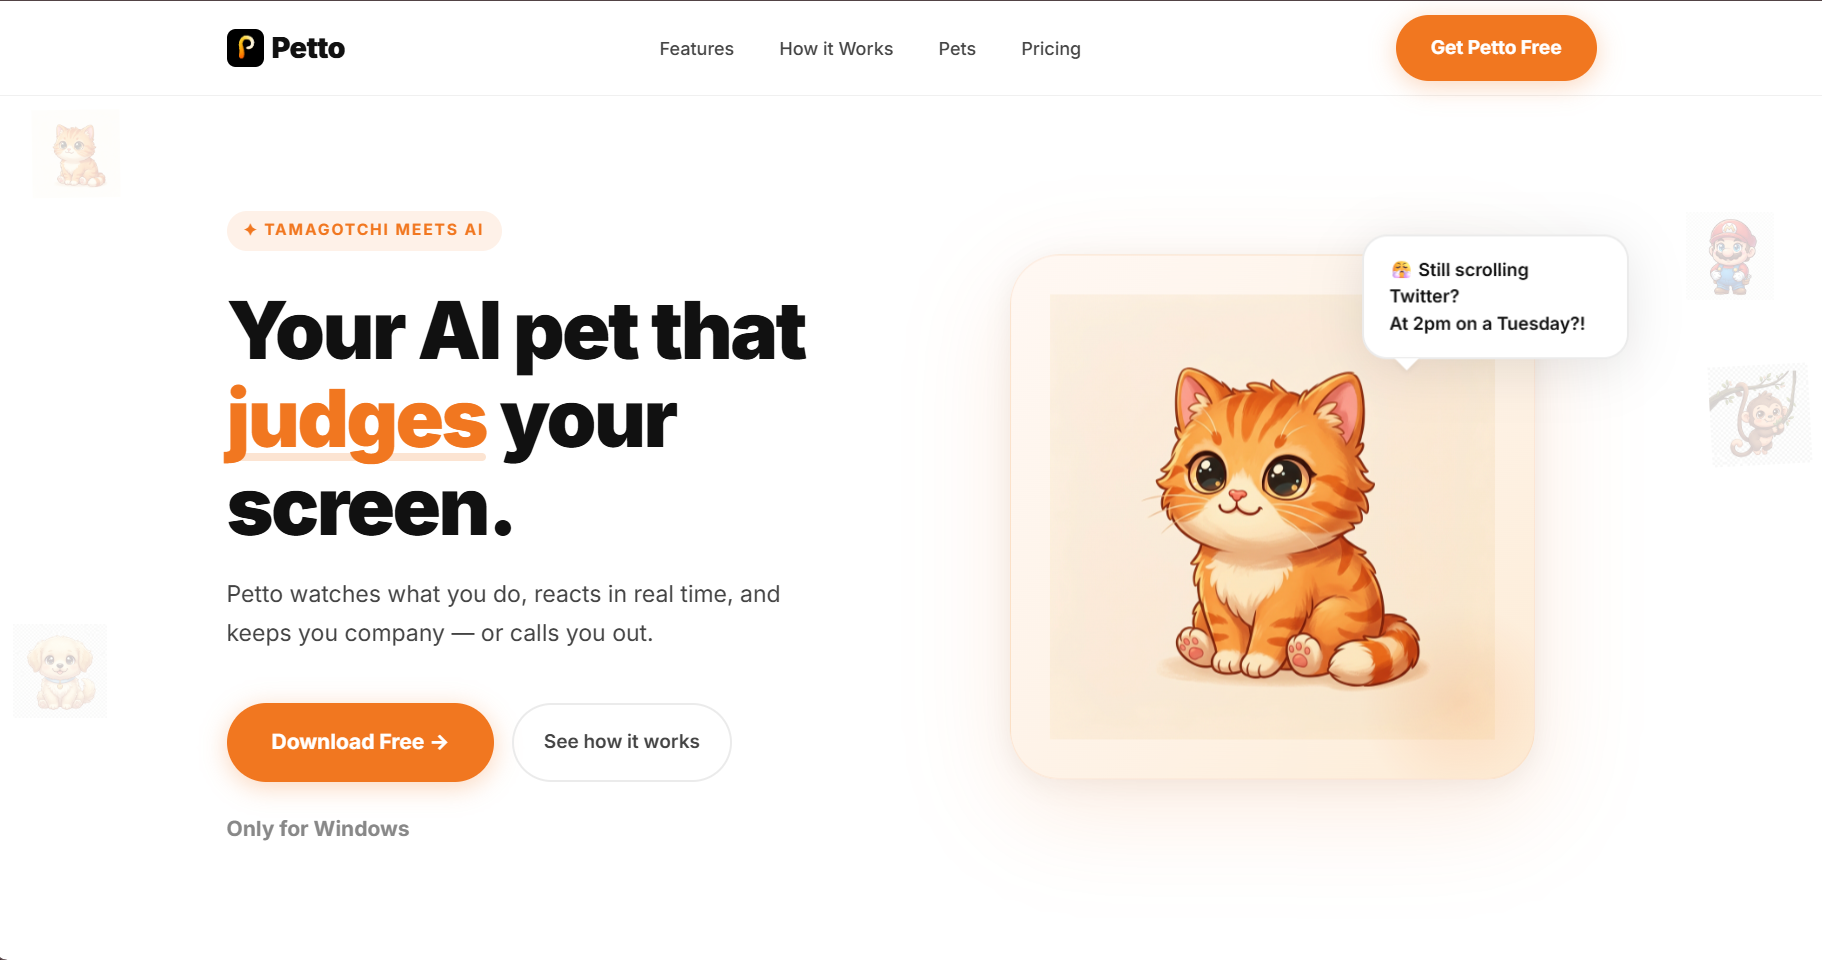 Petto
Features
How it Works
Pets
Pricing
Get Petto Free
✦ TAMAGOTCHI MEETS AI
Your AI pet that
judges your
screen.
Petto watches what you do, reacts in real time, and
keeps you company — or calls you out.
Download Free →
See how it works
Only for Windows
😤 Still scrolling
Twitter?
At 2pm on a Tuesday?!